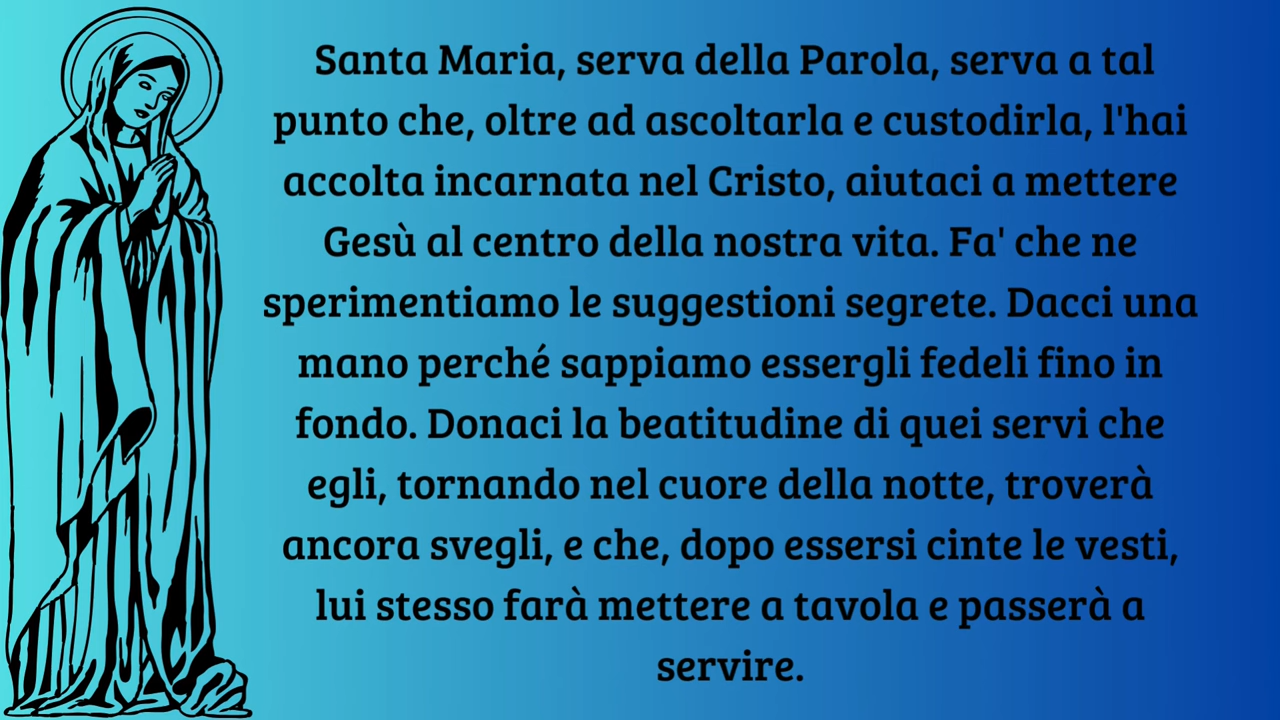 Santa Maria, serva della Parola, serva a tal
punto che, oltre ad ascoltarla e custodirla, l'hai
accolta incarnata nel Cristo, aiutaci a mettere
Gesù al centro della nostra vita. Fa' che ne
sperimentiamo le suggestioni segrete. Dacci una
mano perché sappiamo essergli fedeli fino in
fondo. Donaci la beatitudine di quei servi che
egli, tornando nel cuore della notte, troverà
ancora svegli, e che, dopo essersi cinte le vesti,
lui stesso farà mettere a tavola e passerà a
servire.